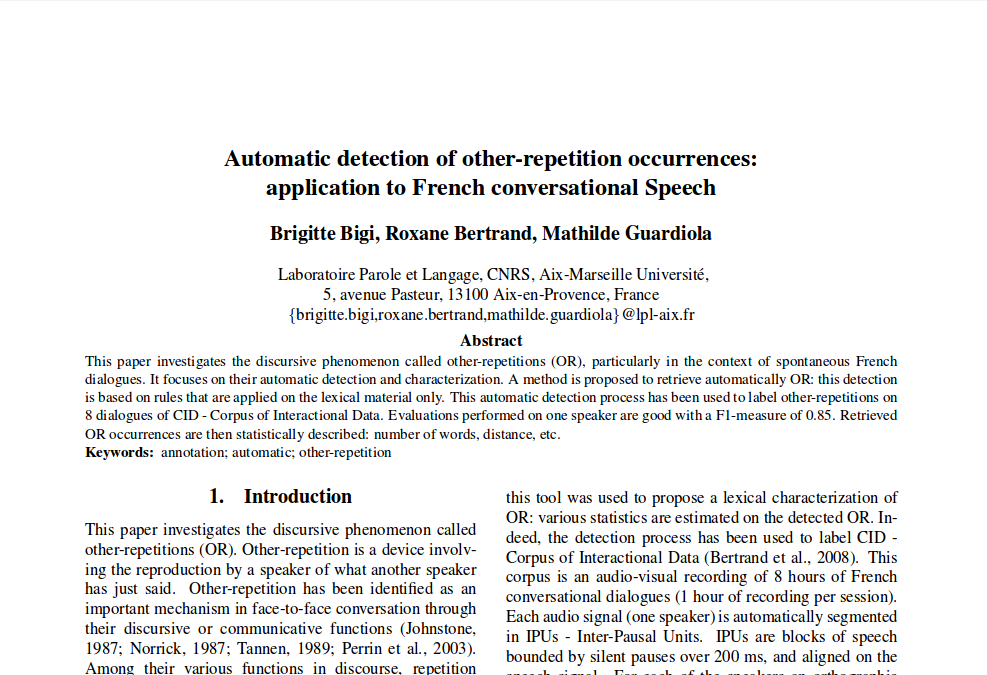 Automatic detection of other-repetition occurrences:
application to French conversational Speech
Brigitte Bigi, Roxane Bertrand, Mathilde Guardiola
Laboratoire Parole et Langage, CNRS, Aix-Marseille Université,
5, avenue Pasteur, 13100 Aix-en-Provence, France
{brigitte.bigi,roxane.bertrand,mathilde.guardiola}@lpl-aix.fr
Abstract
This paper investigates the discursive phenomenon called other-repetitions (OR), particularly in the context of spontaneous French
dialogues. It focuses on their automatic detection and characterization. A method is proposed to retrieve automatically OR: this detection
is based on rules that are applied on the lexical material only. This automatic detection process has been used to label other-repetitions on
8 dialogues of CID - Corpus of Interactional Data. Evaluations performed on one speaker are good with a F1-measure of 0.85. Retrieved
OR occurrences are then statistically described: number of words, distance, etc.
Keywords: annotation; automatic; other-repetition
1. Introduction
This paper investigates the discursive phenomenon called
other-repetitions (OR). Other-repetition is a device involv-
ing the reproduction by a speaker of what another speaker
has just said. Other-repetition has been identified as an
important mechanism in face-to-face conversation through
their discursive or communicative functions (Johnstone,
1987; Norrick, 1987; Tannen, 1989; Perrin et al., 2003).
Among their various functions in discourse, repetition
this tool was used to propose a lexical characterization of
OR: various statistics are estimated on the detected OR. In-
deed, the detection process has been used to label CID -
Corpus of Interactional Data (Bertrand et al., 2008). This
corpus is an audio-visual recording of 8 hours of French
conversational dialogues (1 hour of recording per session).
Each audio signal (one speaker) is automatically segmented
in IPUs - Inter-Pausal Units. IPUs are blocks of speech
bounded by silent pauses over 200 ms, and aligned on the